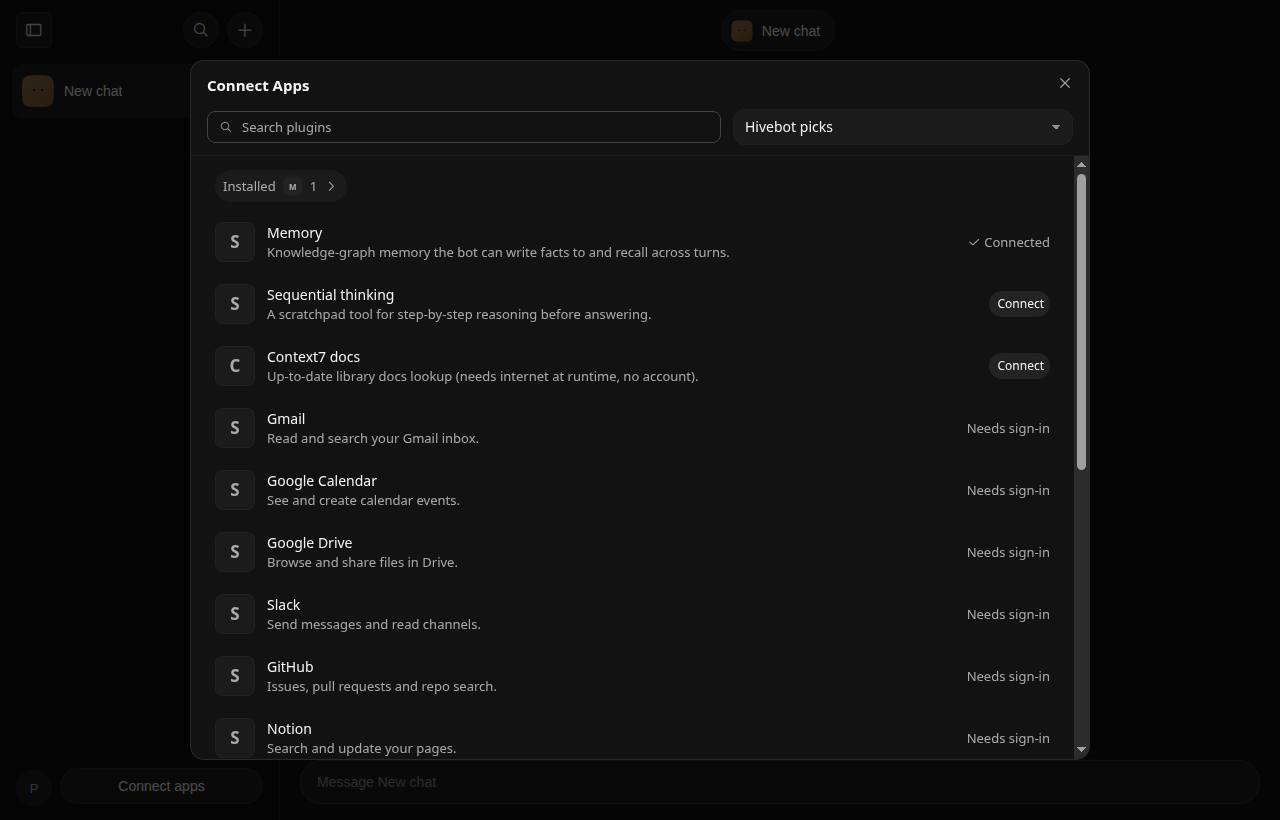 New chat
New chat
Connect Apps
Search plugins
Hivebot picks
Installed M 1
S
Memory
Knowledge-graph memory the bot can write facts to and recall across turns.
Connected
S
Sequential thinking
A scratchpad tool for step-by-step reasoning before answering.
Connect
C
Context7 docs
Up-to-date library docs lookup (needs internet at runtime, no account).
Connect
S
Gmail
Read and search your Gmail inbox.
Needs sign-in
S
Google Calendar
See and create calendar events.
Needs sign-in
S
Google Drive
Browse and share files in Drive.
Needs sign-in
S
Slack
Send messages and read channels.
Needs sign-in
S
GitHub
Issues, pull requests and repo search.
Needs sign-in
S
Notion
Search and update your pages.
Needs sign-in
P
Connect apps
Message New chat